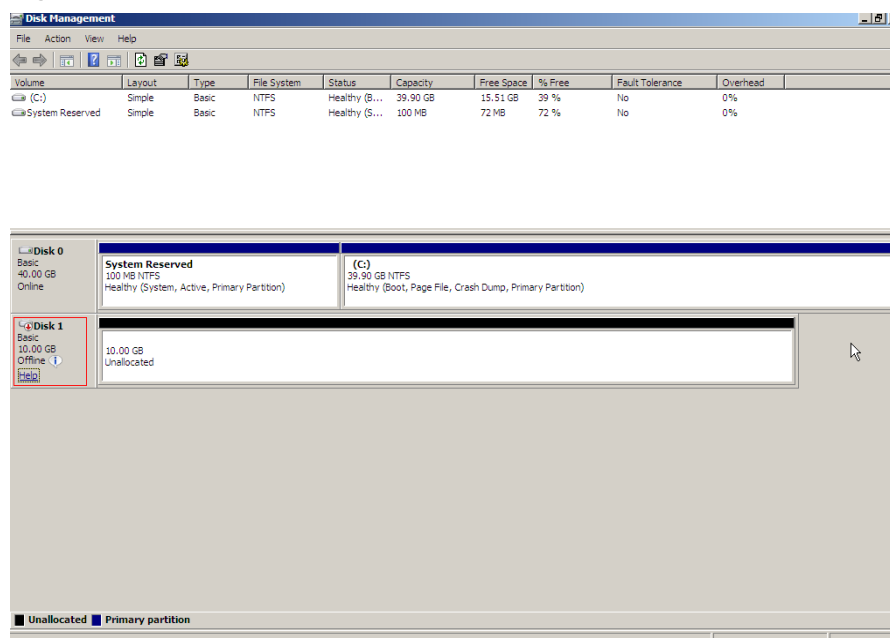 Disk Management
File Action View Help
Volume Layout Type File System Status Capacity Free Space % Free Fault Tolerance Overhead
(C:) Simple Basic NTFS Healthy (B... 39.90 GB 15.51 GB 39 % No 0%
System Reserved Simple Basic NTFS Healthy (S... 100 MB 72 MB 72 % No 0%
Disk 0
Basic
40.00 GB
Online
System Reserved
100 MB NTFS
Healthy (System, Active, Primary Partition)
(C:)
39.90 GB NTFS
Healthy (Boot, Page File, Crash Dump, Primary Partition)
Disk 1
Basic
10.00 GB
Offline
Help
10.00 GB
Unallocated
Unallocated Primary partition